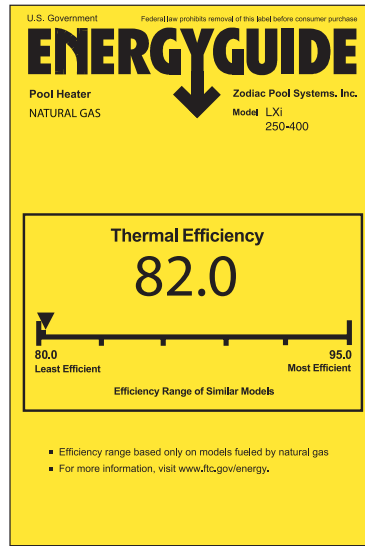 U.S. Government Federal law prohibits removal of this label before consumer purchase
ENERGYGUIDE
Pool Heater
NATURAL GAS
Zodiac Pool Systems. Inc.
Model LXi
250-400
Thermal Efficiency
82.0
80.0 95.0
Least Efficient Most Efficient
Efficiency Range of Similar Models
Efficiency range based only on models fueled by natural gas
For more information, visit www.ftc.gov/energy.